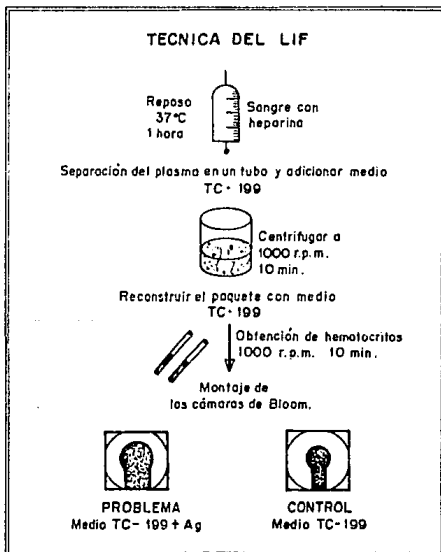 TECNICA DEL LIF
Reposo
37°C
1 hora
Sangre con
heparina
Separación del plasma en un tubo y adicionar medio
TC - 199
Centrifugar a
1000 r.p.m.
10 min.
Reconstruir el paquete con medio
TC - 199
Obtención de hematocritos
1000 r.p.m. 10 min.
Montaje de
las cámaras de Bloom.
PROBLEMA
Medio TC- 199 + Ag
CONTROL
Medio TC-199